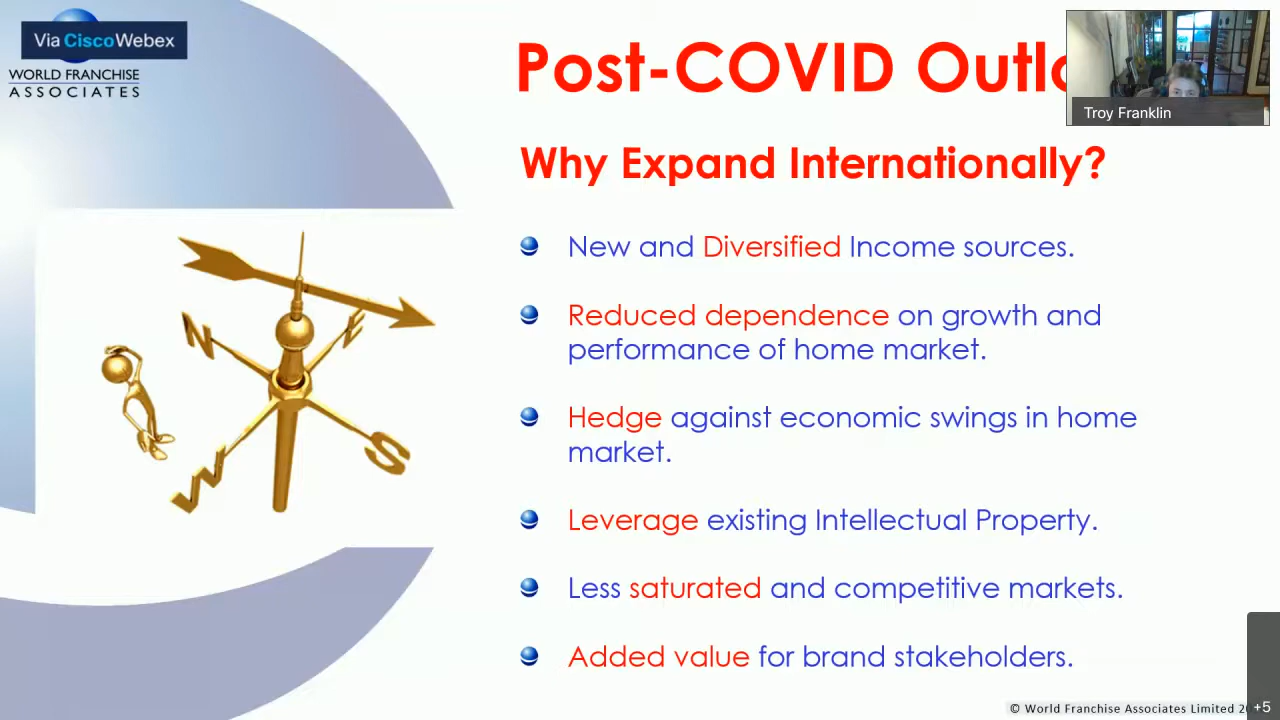 Via Cisco Webex
WORLD FRANCHISE
ASSOCIATES
Post-COVID Outlo
Troy Franklin
Why Expand Internationally?
New and Diversified Income sources.
Reduced dependence on growth and
performance of home market.
Hedge against economic swings in home
market.
Leverage existing Intellectual Property.
Less saturated and competitive markets.
Added value for brand stakeholders.
N
E
W
S
© World Franchise Associates Limited 2
+5